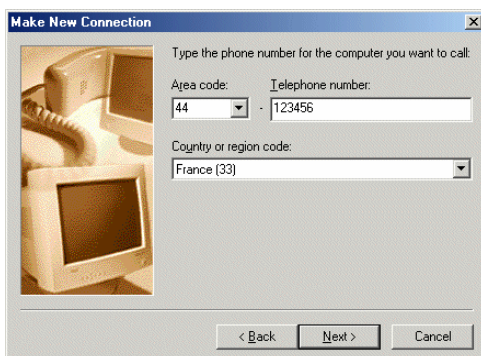 Make New Connection
Type the phone number for the computer you want to call:
Area code: Telephone number:
44 - 123456
Country or region code:
France (33)
< Back Next > Cancel